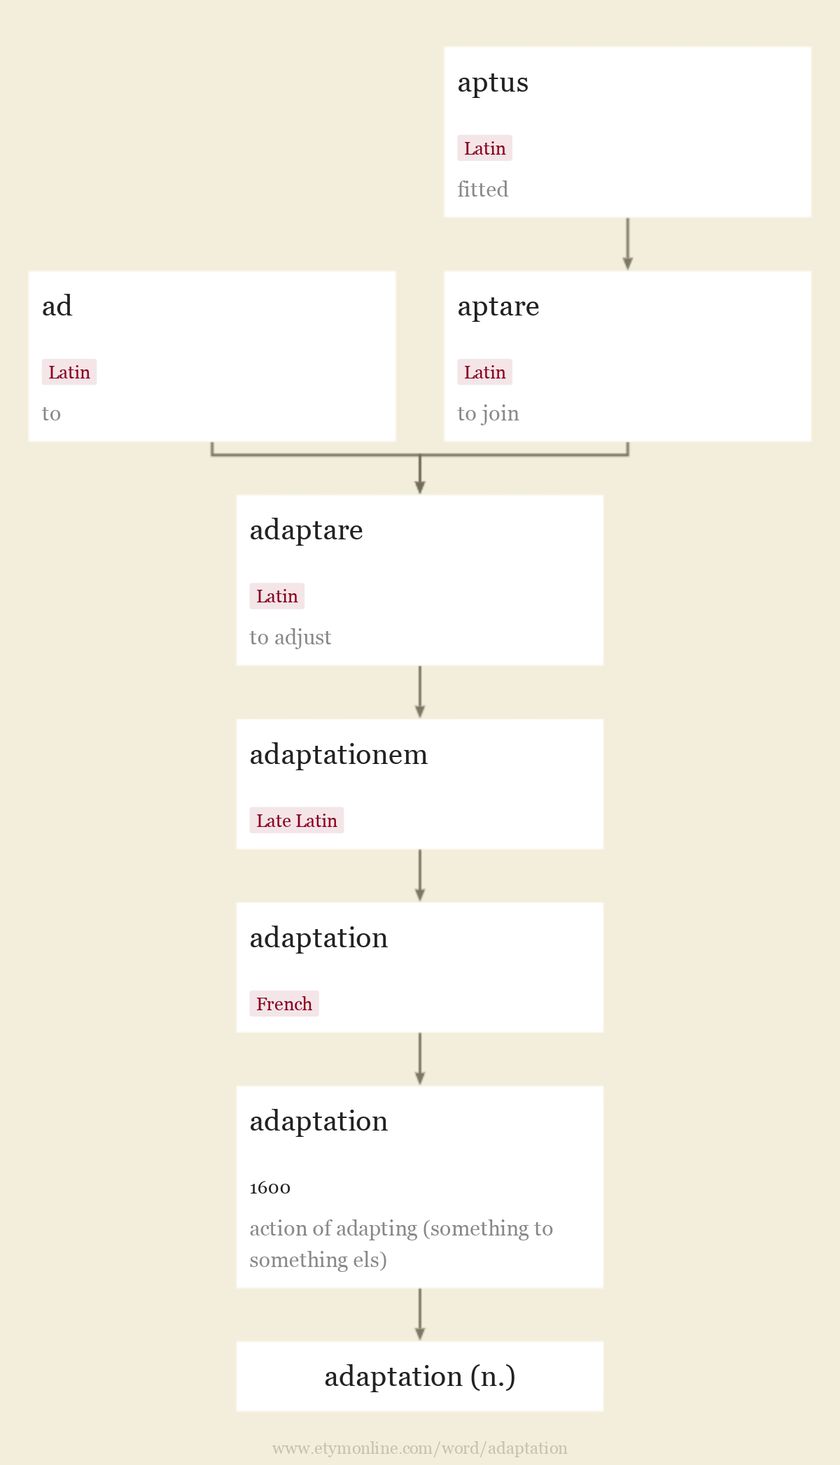 aptus
Latin
fitted
ad
Latin
to
aptare
Latin
to join
adaptare
Latin
to adjust
adaptationem
Late Latin
adaptation
French
adaptation
1600
action of adapting (something to
something els)
adaptation (n.)
www.etymonline.com/word/adaptation